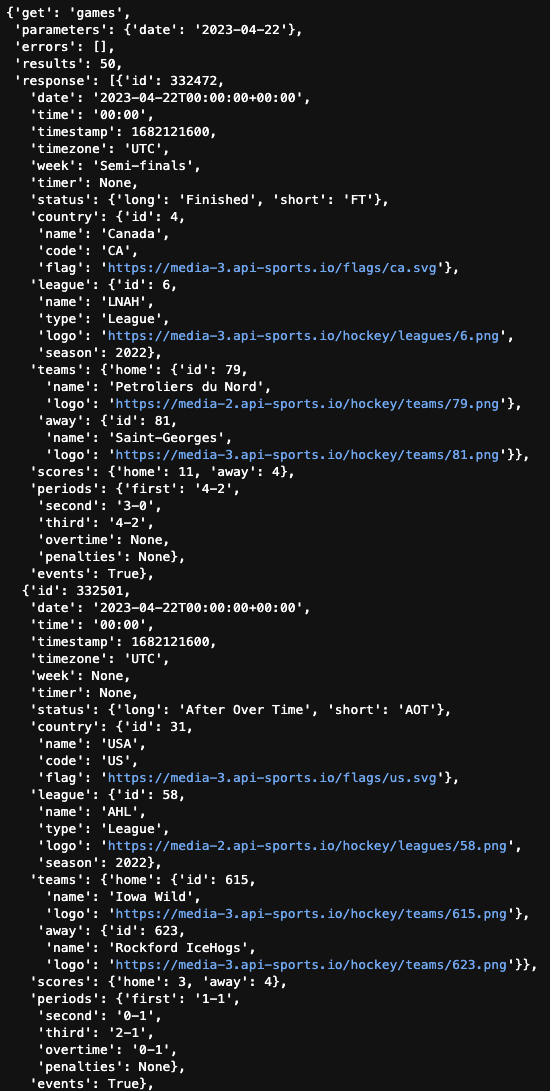 {'get': 'games',
 'parameters': {'date': '2023-04-22'},
 'errors': [],
 'results': 50,
 'response': [{'id': 332472,
   'date': '2023-04-22T00:00:00+00:00',
   'time': '00:00',
   'timestamp': 1682121600,
   'timezone': 'UTC',
   'week': 'Semi-finals',
   'timer': None,
   'status': {'long': 'Finished', 'short': 'FT'},
   'country': {'id': 4,
    'name': 'Canada',
    'code': 'CA',
    'flag': 'https://media-3.api-sports.io/flags/ca.svg'},
   'league': {'id': 6,
    'name': 'LNAH',
    'type': 'League',
    'logo': 'https://media-3.api-sports.io/hockey/leagues/6.png',
    'season': 2022},
   'teams': {'home': {'id': 79,
     'name': 'Petroliers du Nord',
     'logo': 'https://media-2.api-sports.io/hockey/teams/79.png'},
    'away': {'id': 81,
     'name': 'Saint-Georges',
     'logo': 'https://media-3.api-sports.io/hockey/teams/81.png'}},
   'scores': {'home': 11, 'away': 4},
   'periods': {'first': '4-2',
    'second': '3-0',
    'third': '4-2',
    'overtime': None,
    'penalties': None},
   'events': True},
  {'id': 332501,
   'date': '2023-04-22T00:00:00+00:00',
   'time': '00:00',
   'timestamp': 1682121600,
   'timezone': 'UTC',
   'week': None,
   'timer': None,
   'status': {'long': 'After Over Time', 'short': 'AOT'},
   'country': {'id': 31,
    'name': 'USA',
    'code': 'US',
    'flag': 'https://media-3.api-sports.io/flags/us.svg'},
   'league': {'id': 58,
    'name': 'AHL',
    'type': 'League',
    'logo': 'https://media-2.api-sports.io/hockey/leagues/58.png',
    'season': 2022},
   'teams': {'home': {'id': 615,
     'name': 'Iowa Wild',
     'logo': 'https://media-3.api-sports.io/hockey/teams/615.png'},
    'away': {'id': 623,
     'name': 'Rockford IceHogs',
     'logo': 'https://media-3.api-sports.io/hockey/teams/623.png'}},
   'scores': {'home': 3, 'away': 4},
   'periods': {'first': '1-1',
    'second': '0-1',
    'third': '2-1',
    'overtime': '0-1',
    'penalties': None},
   'events': True},